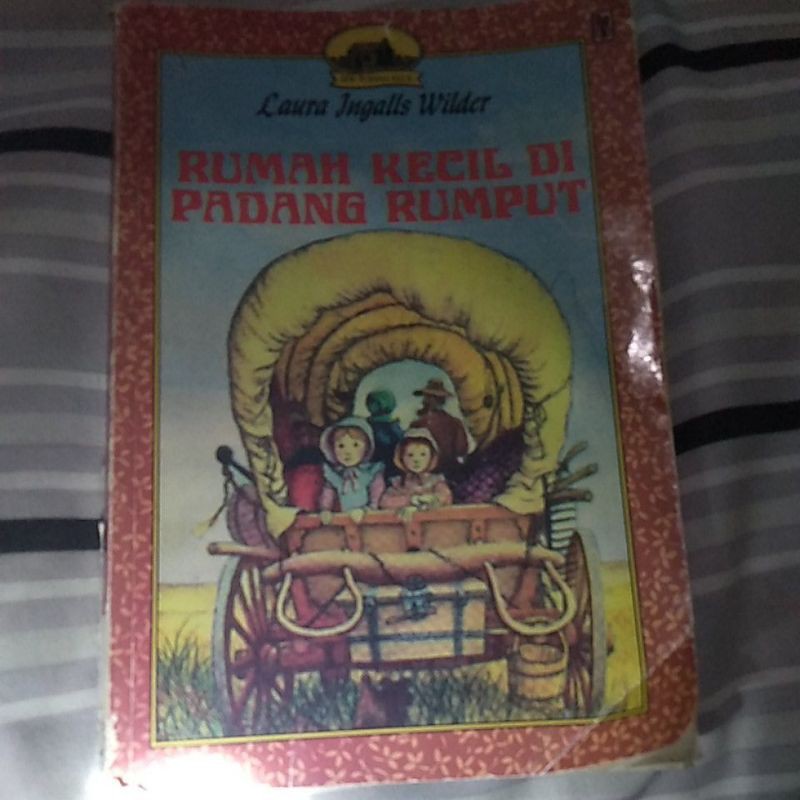 Laura Ingalls Wilder
RUMAH KECIL DI
PADANG RUMPUT